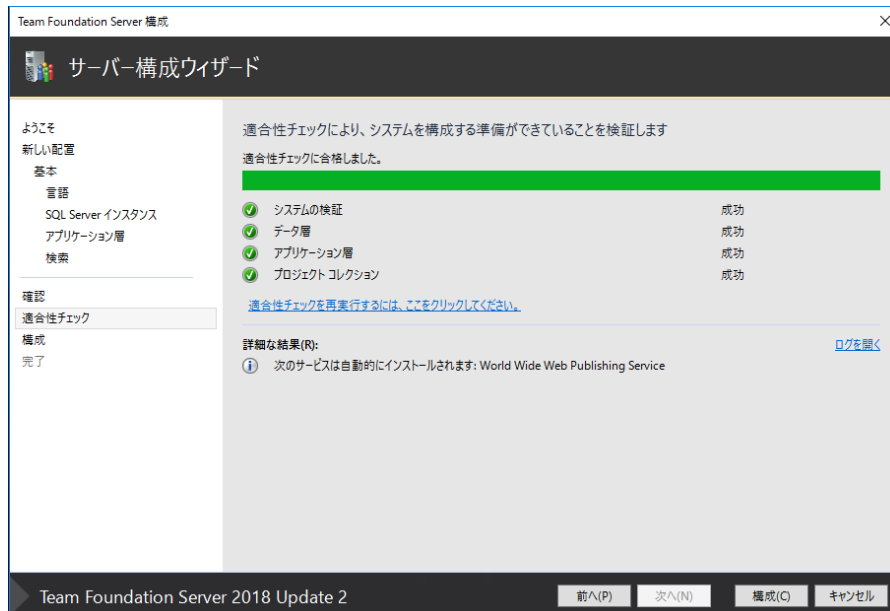 Team Foundation Server 構成
サーバー構成ウィザード
ようこそ
新しい配置
基本
言語
SQL Server インスタンス
アプリケーション層
検索
確認
適合性チェック
構成
完了
適合性チェックにより、システムを構成する準備ができていることを検証します
適合性チェックに合格しました。
システムの検証 成功
データ層 成功
アプリケーション層 成功
プロジェクト コレクション 成功
適合性チェックを再実行するには、ここをクリックしてください。
詳細な結果(R): ログを開く
次のサービスは自動的にインストールされます: World Wide Web Publishing Service
Team Foundation Server 2018 Update 2
前へ(P) 次へ(N) 構成(C) キャンセル